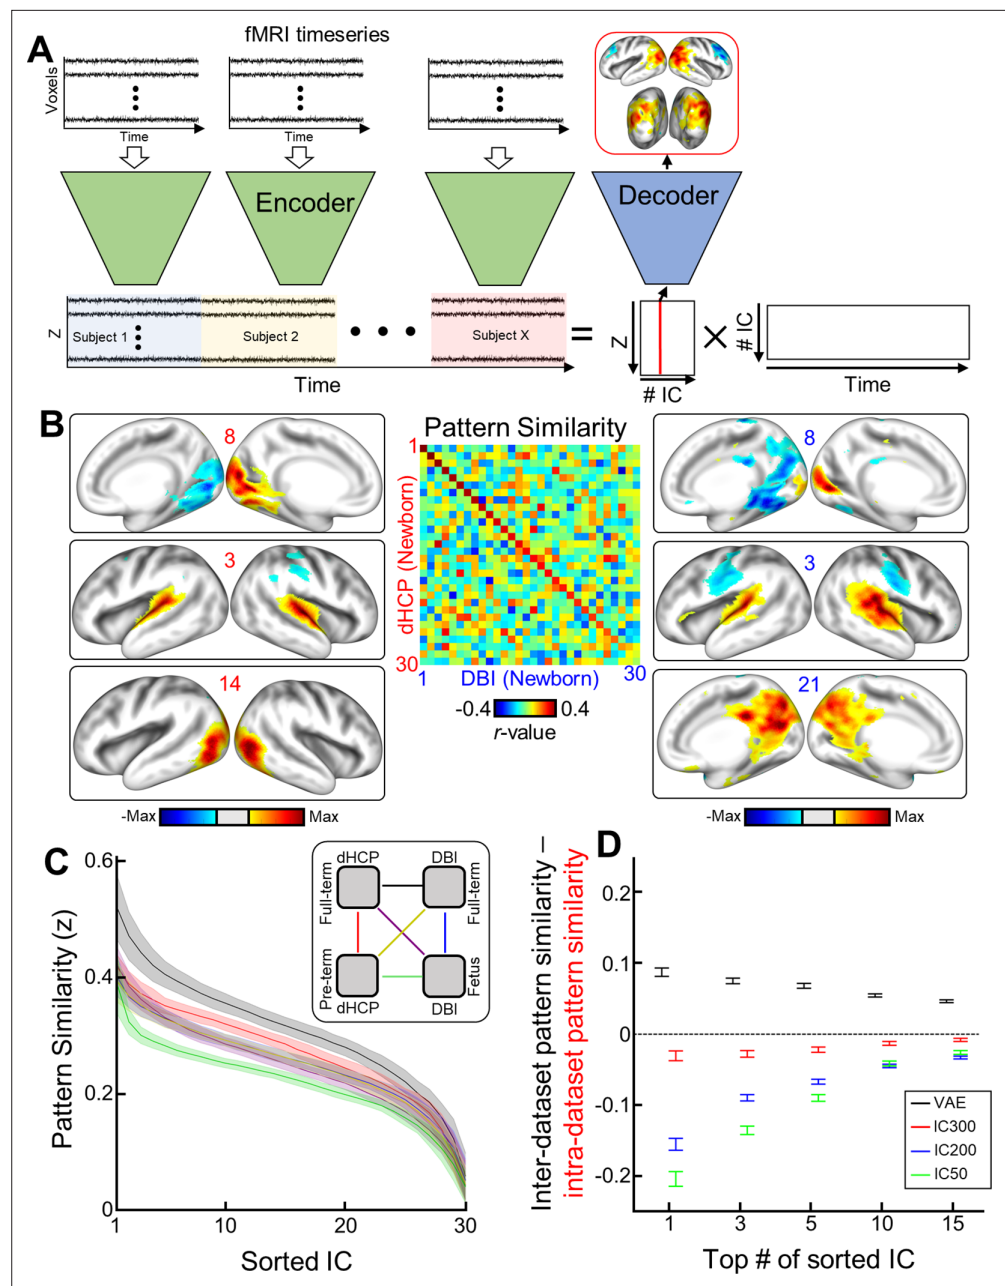 A
fMRI timeseries
Voxels
Time
Time
Encoder
Decoder
Z
Subject 1
Subject 2
Subject X
=
Z
×
# IC
Time
# IC
Time
B
Pattern Similarity
8
1
8
3
dHCP (Newborn)
3
14
30
21
1
DBI (Newborn)
30
-0.4
0.4
r-value
-Max
Max
-Max
Max
C
Pattern Similarity (z)
0.6
0.4
0.2
0
1
10
20
30
Sorted IC
dHCP
DBI
Full-term
Full-term
Pre-term
Fetus
dHCP
DBI
D
Inter-dataset pattern similarity –
intra-dataset pattern similarity
0.2
0.1
0
-0.1
-0.2
VAE
IC300
IC200
IC50
1
3
5
10
15
Top # of sorted IC